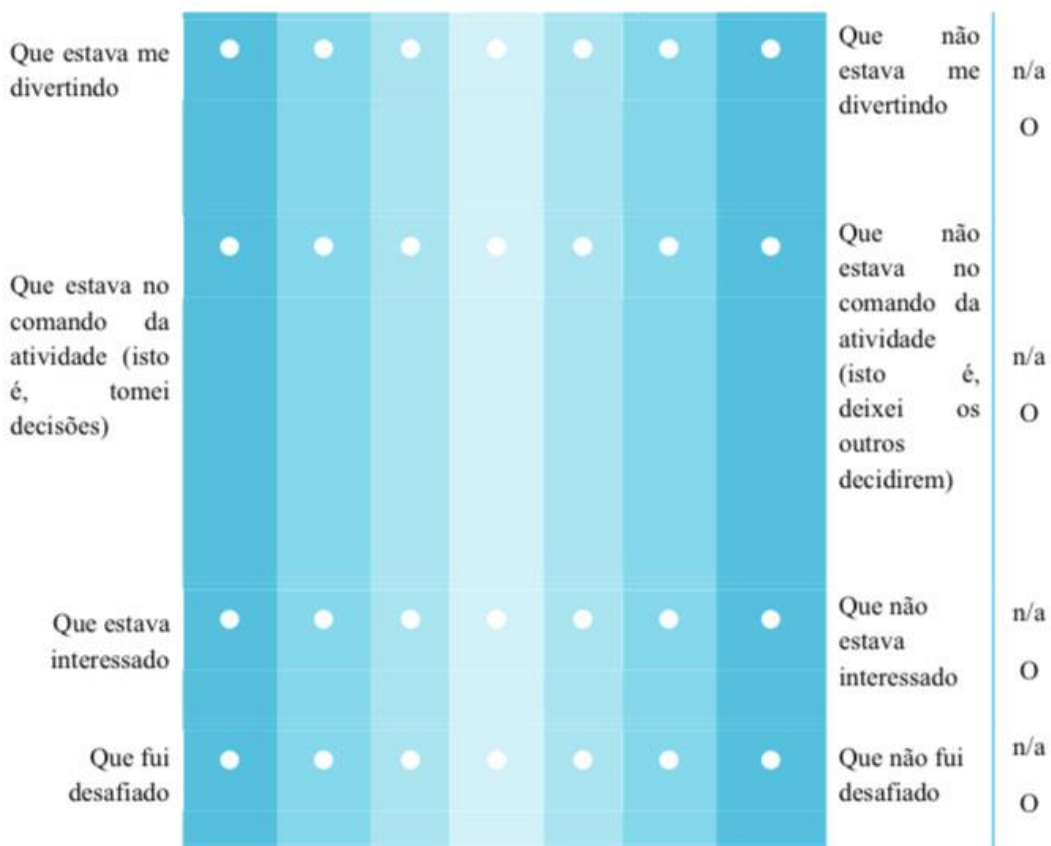 Que estava me
divertindo
Que não
estava me
divertindo
n/a
O
Que estava no
comando da
atividade (isto
é, tomei
decisões)
Que não
estava no
comando da
atividade
(isto é,
deixei os
outros
decidirem)
n/a
O
Que estava
interessado
Que não
estava
interessado
n/a
O
Que fui
desafiado
Que não fui
desafiado
n/a
O